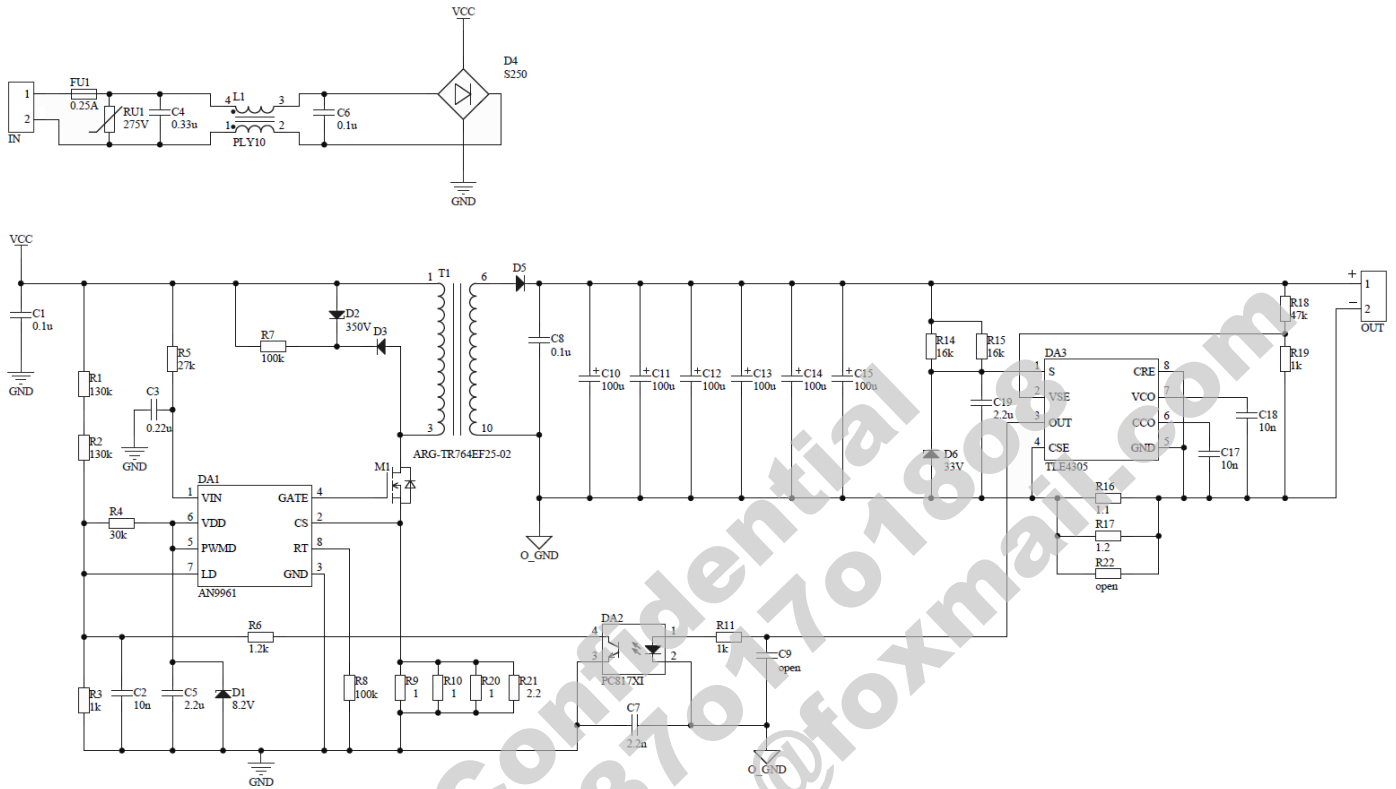 VCC
D4
S250
FU1
0.25A
1
2
IN
RU1
275V
C4
0.33u
4
L1
3
1
2
PLY10
C6
0.1u
GND
VCC
C1
0.1u
GND
R1
130k
R2
130k
R5
27k
C3
0.22u
GND
R7
100k
D2
350V
D3
1
T1
6
3
10
ARG-TR764EF25-02
M1
D5
C8
0.1u
C10
100u
C11
100u
C12
100u
C13
100u
C14
100u
C15
100u
R14
16k
R15
16k
C19
2.2u
D6
33V
DA3
1 S CRE 8
2 VSE VCO 7
3 OUT CCO 6
4 CSE GND 5
TLE4305
C18
10n
C17
10n
R18
47k
R19
1k
+
1
−
2
OUT
R16
1.1
R17
1.2
R22
open
O_GND
DA1
1 VIN GATE 4
6 VDD CS 2
5 PWMD RT 8
7 LD GND 3
AN9961
R4
30k
R6
1.2k
R3
1k
C2
10n
C5
2.2u
D1
8.2V
R8
100k
R9
1
R10
1
R20
1
R21
2.2
DA2
4
1
3
2
PC817XI
R11
1k
C9
open
C7
2.2n
O_GND
GND
Confidential
87o17o18o8
@foxmail.com